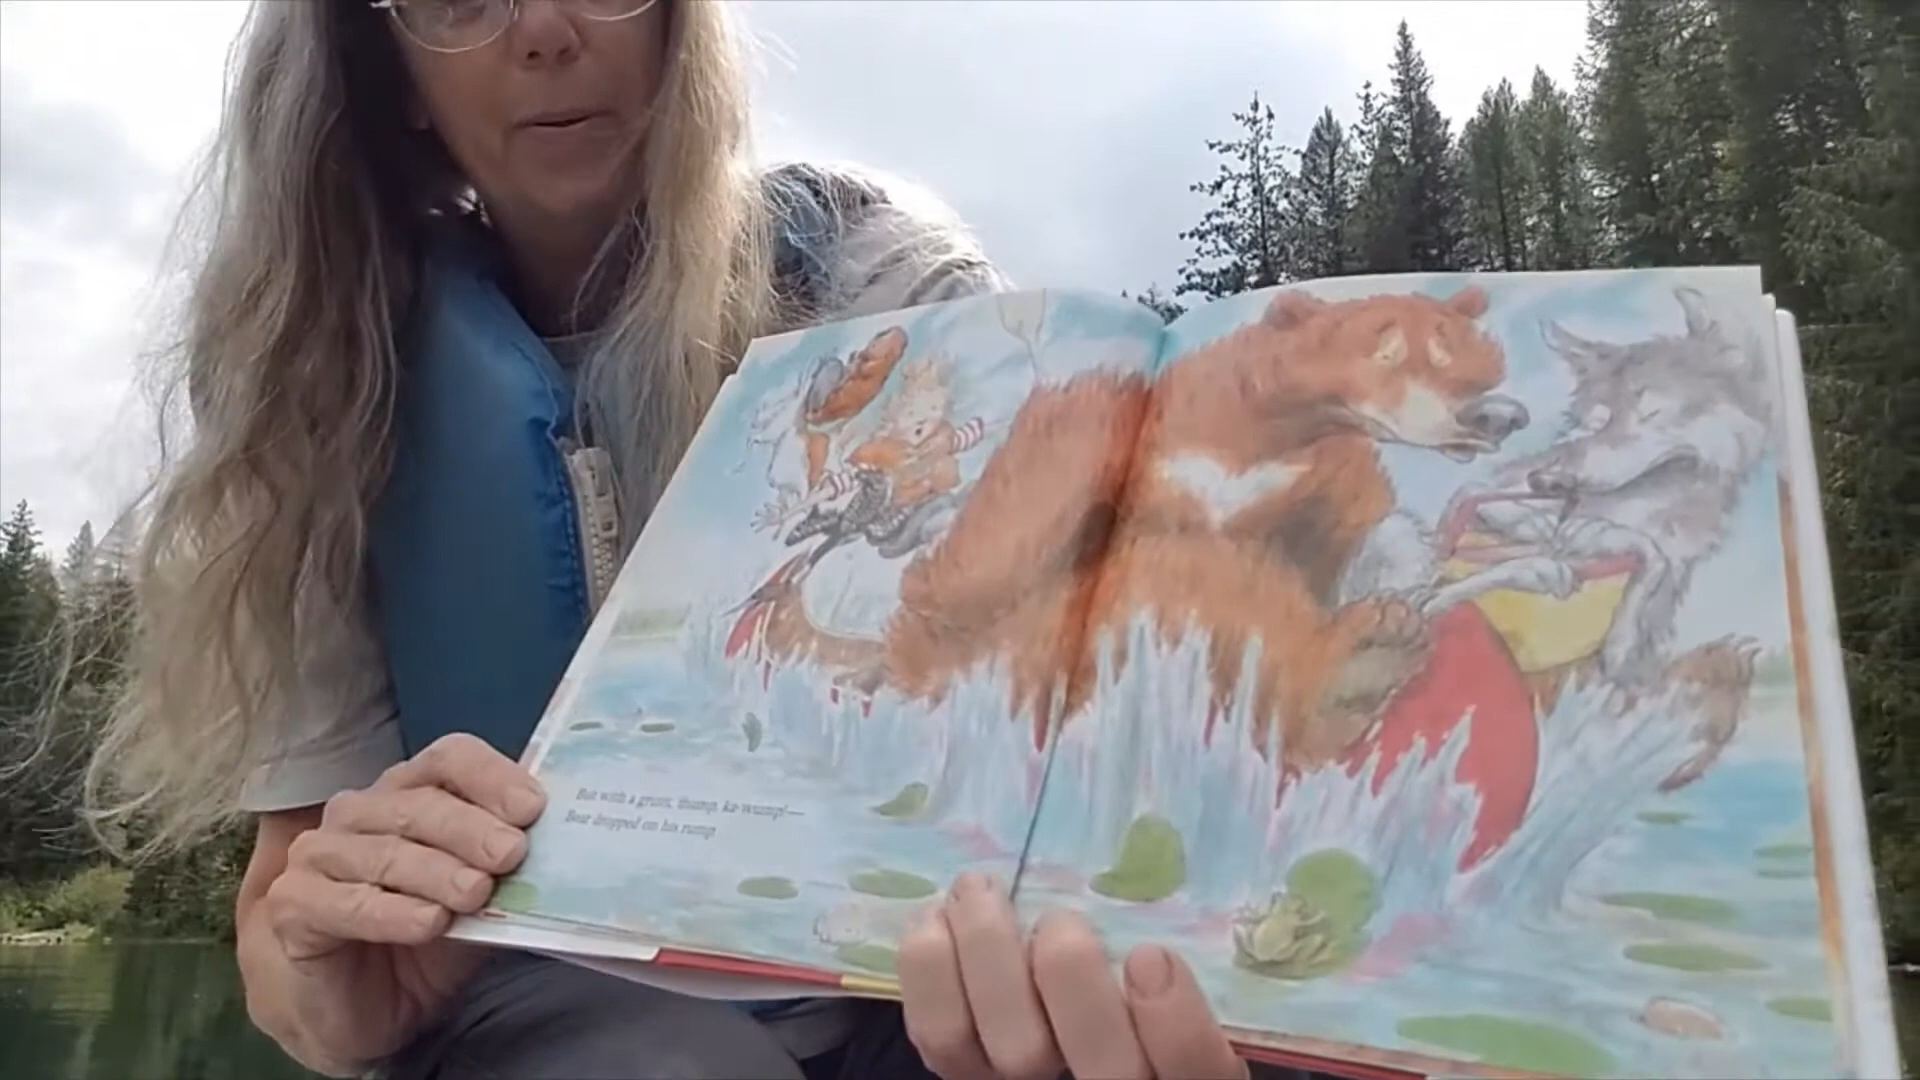 But with a grunt, thump, ka-wump!—
Bear dropped on his rump.